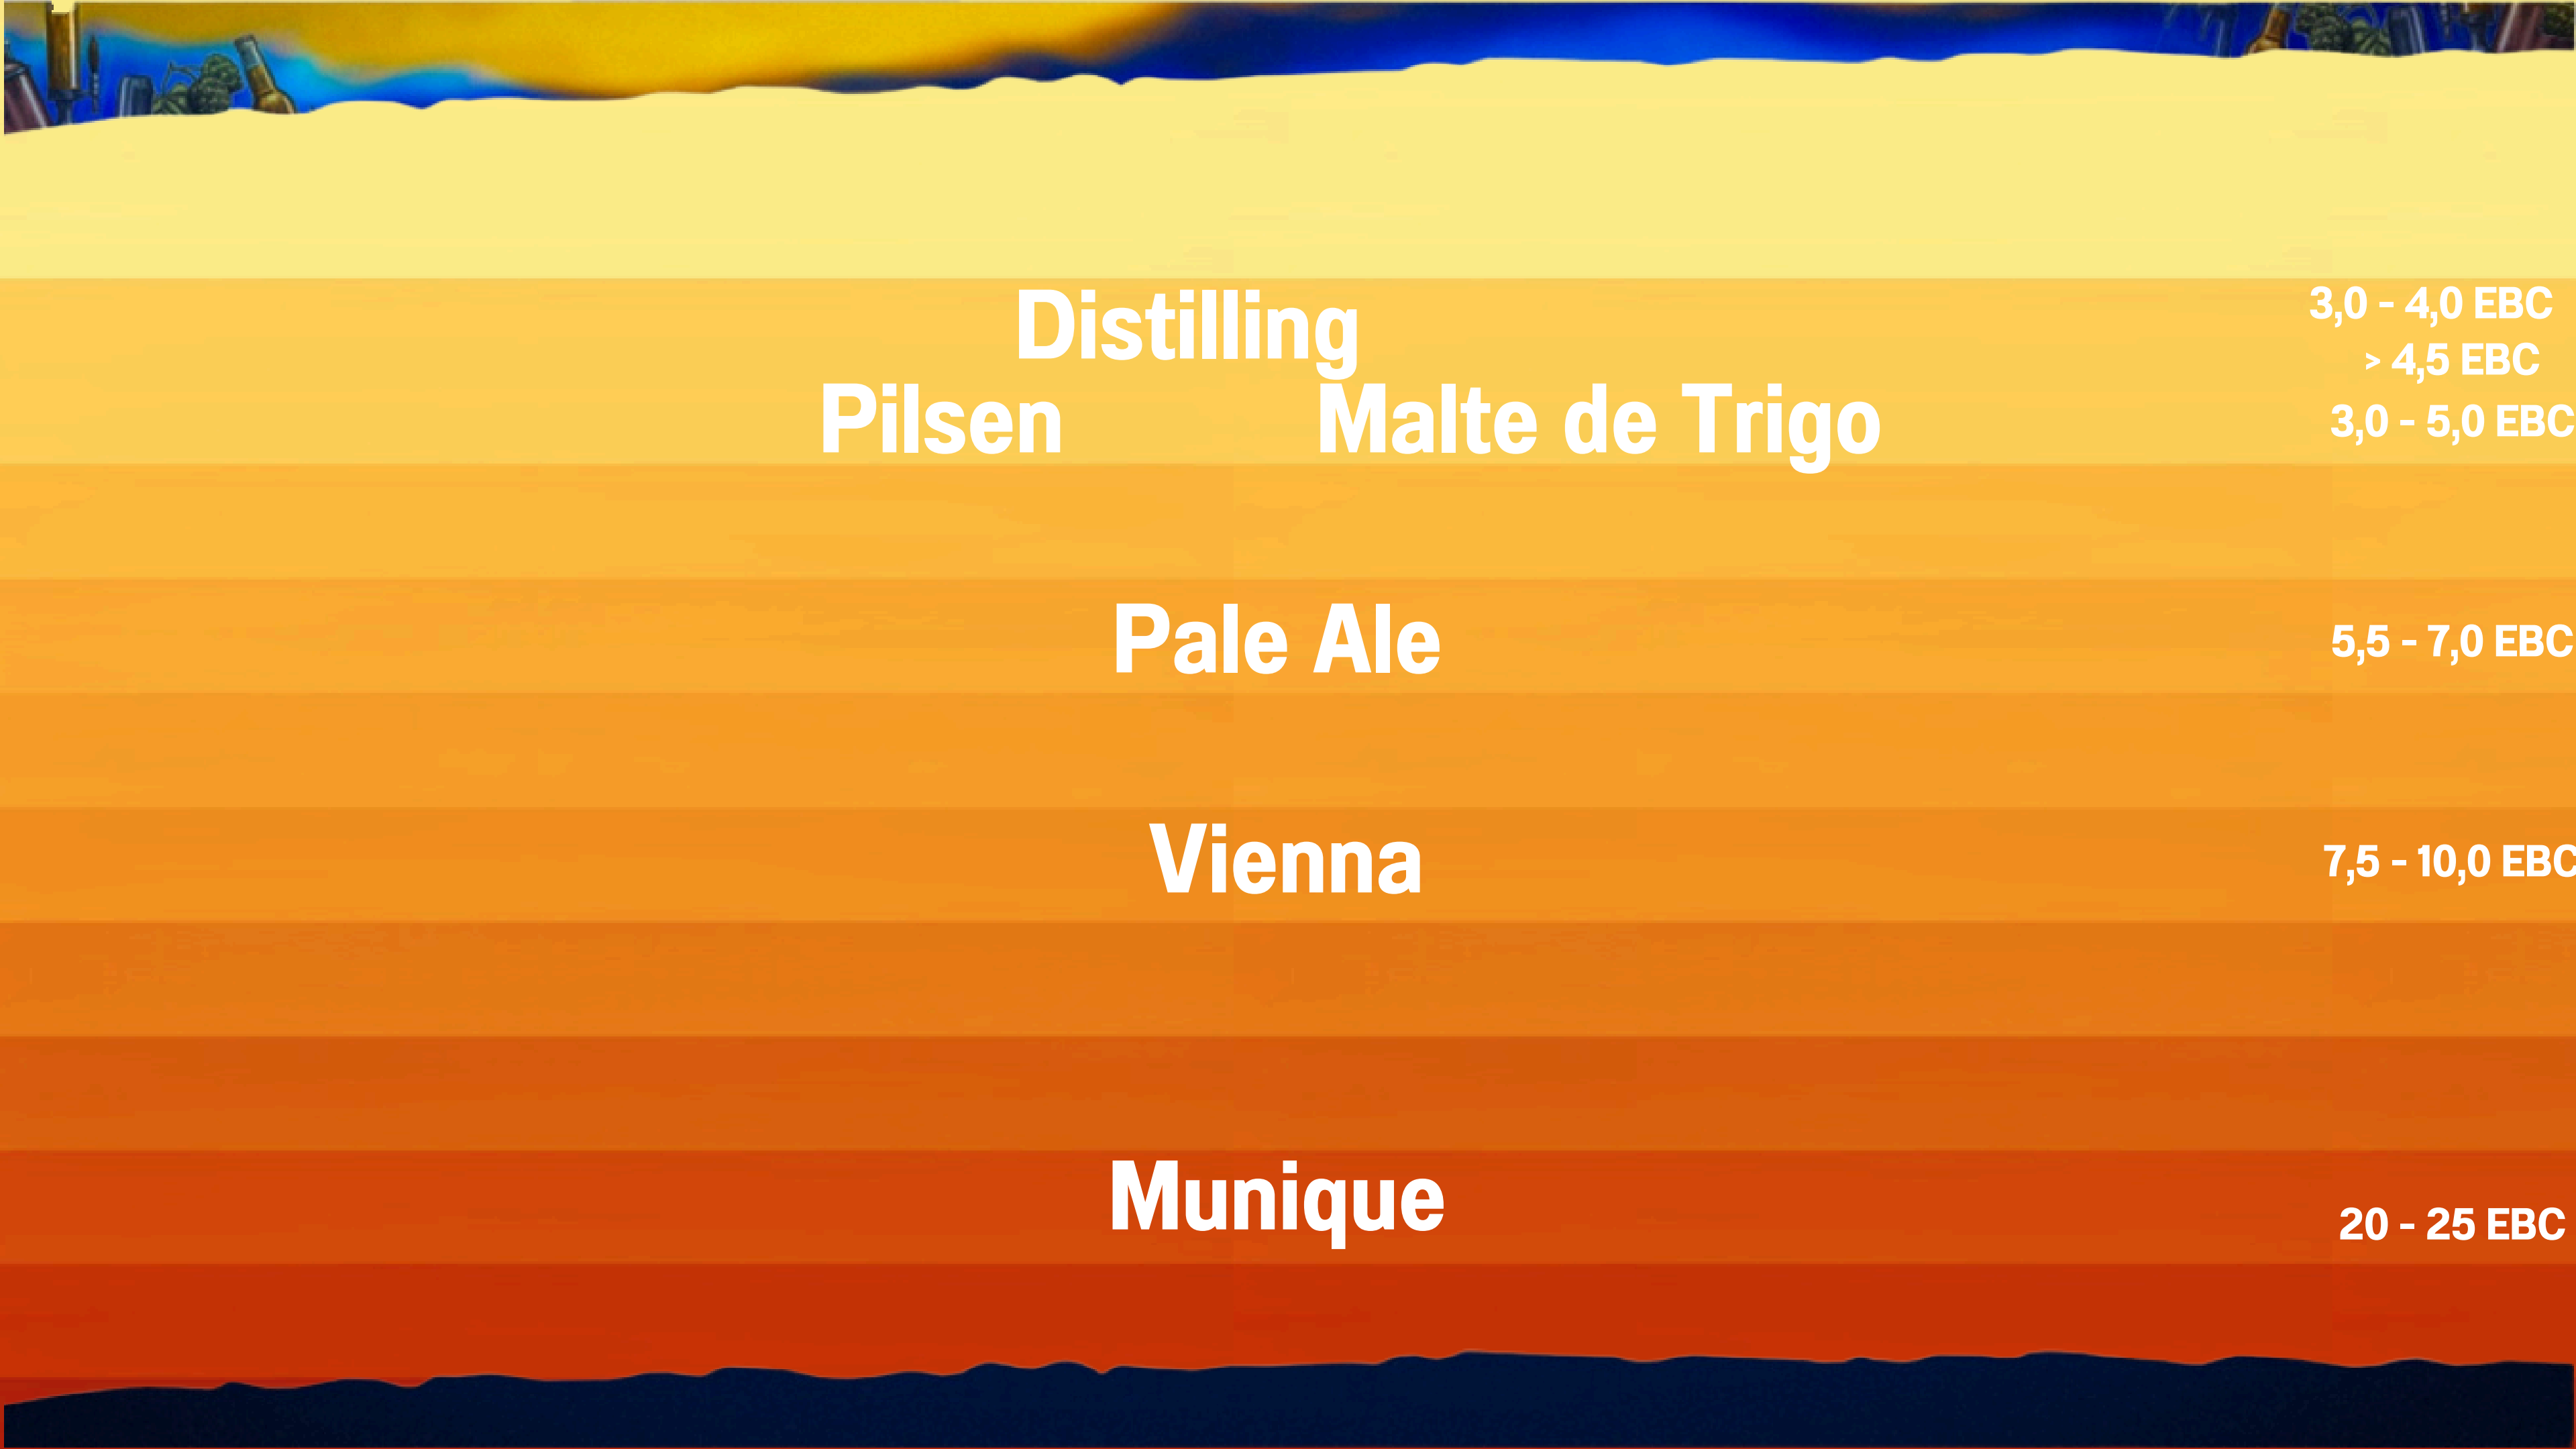 Distilling
3,0 - 4,0 EBC
> 4,5 EBC
Pilsen Malte de Trigo
3,0 - 5,0 EBC
Pale Ale
5,5 - 7,0 EBC
Vienna
7,5 - 10,0 EBC
Munique
20 - 25 EBC